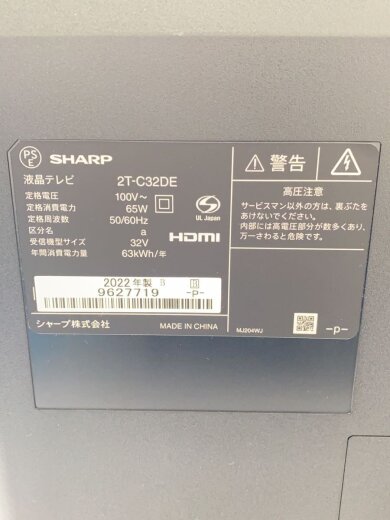 PS
E
SHARP
液晶テレビ 2T-C32DE
定格電圧 100V～
定格消費電力 65W
定格周波数 50/60Hz
区分名 a
受信機型サイズ 32V
年間消費電力量 63kWh/年
UL Japan
HDMI
2022年製 B B
9627719 -P-
シャープ株式会社 MADE IN CHINA
警告
高圧注意
サービスマン以外の方は、裏ぶたを
あけないでください。
内部には高電圧部分が数多くあり、
万一さわると危険です。
MJ204WJ
-P-